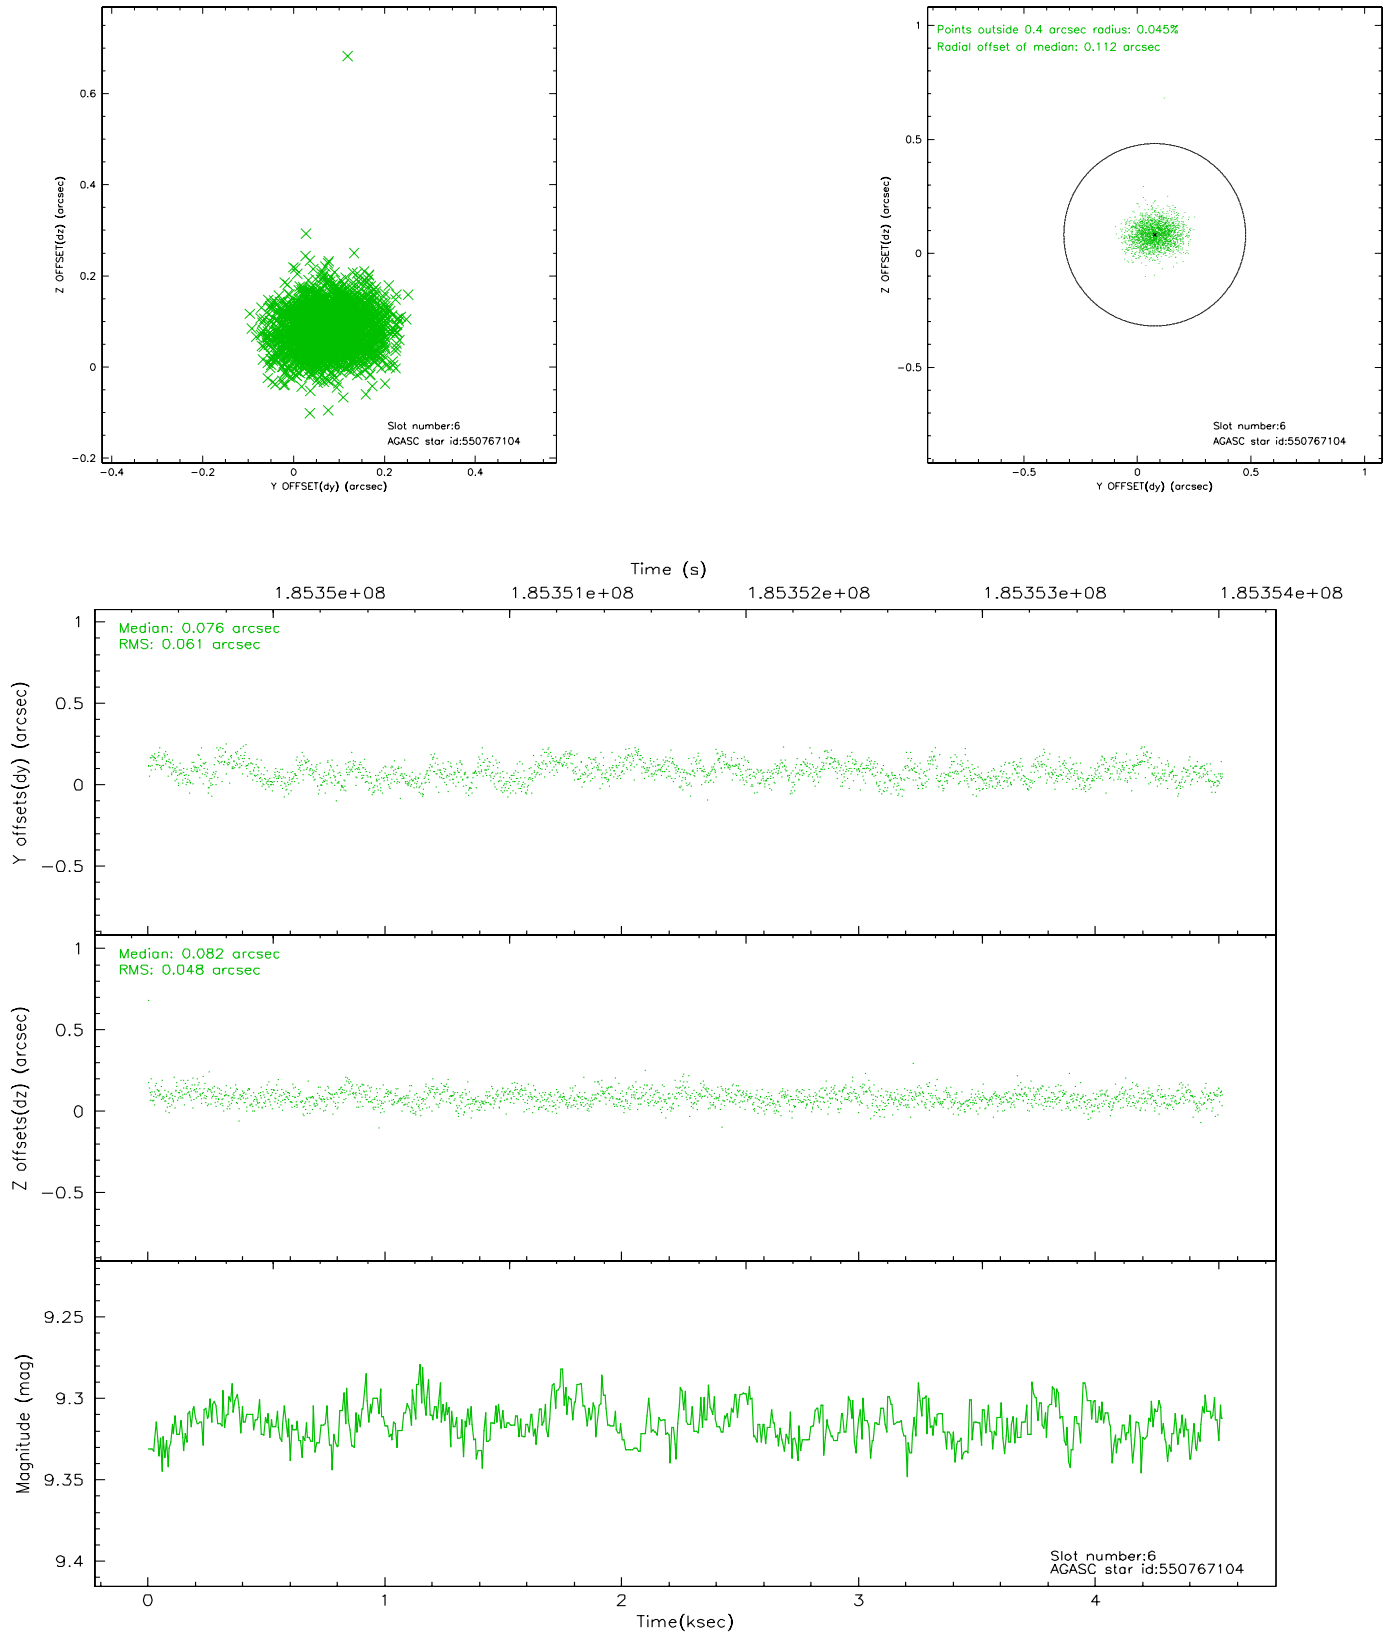 0.6
0.4
0.2
0
−0.2
−0.4
−0.2
0
0.2
0.4
Z OFFSET(dz) (arcsec)
Y OFFSET(dy) (arcsec)
Slot number:6
AGASC star id:550767104
Points outside 0.4 arcsec radius: 0.045%
Radial offset of median: 0.112 arcsec
1
0.5
0
−0.5
−0.5
0
0.5
1
Z OFFSET(dz) (arcsec)
Y OFFSET(dy) (arcsec)
Slot number:6
AGASC star id:550767104
Time (s)
1.8535e+08
1.85351e+08
1.85352e+08
1.85353e+08
1.85354e+08
Median: 0.076 arcsec
RMS: 0.061 arcsec
1
0.5
0
−0.5
Y offsets(dy) (arcsec)
Median: 0.082 arcsec
RMS: 0.048 arcsec
1
0.5
0
−0.5
Z offsets(dz) (arcsec)
9.25
9.3
9.35
9.4
Magnitude (mag)
Slot number:6
AGASC star id:550767104
0
1
2
3
4
Time(ksec)